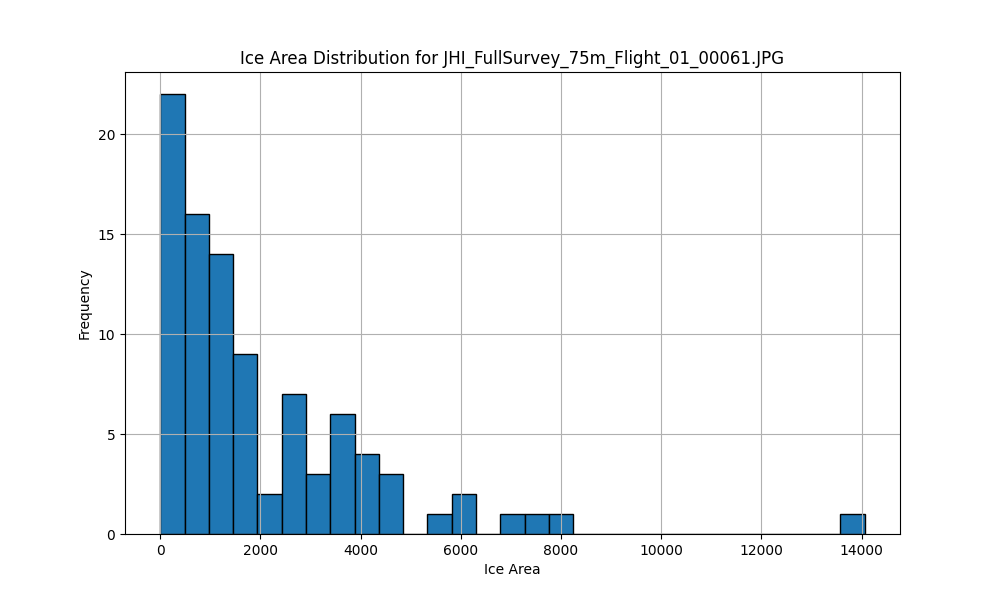 Ice Area Distribution for JHI_FullSurvey_75m_Flight_01_00061.JPG
20
15
10
5
0
Frequency
0 2000 4000 6000 8000 10000 12000 14000
Ice Area